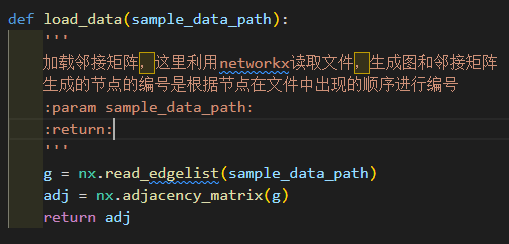 def load_data(sample_data_path):
    '''
    加载邻接矩阵，这里利用networkx读取文件，生成图和邻接矩阵
    生成的节点的编号是根据节点在文件中出现的顺序进行编号
    :param sample_data_path:
    :return:
    '''
    g = nx.read_edgelist(sample_data_path)
    adj = nx.adjacency_matrix(g)
    return adj